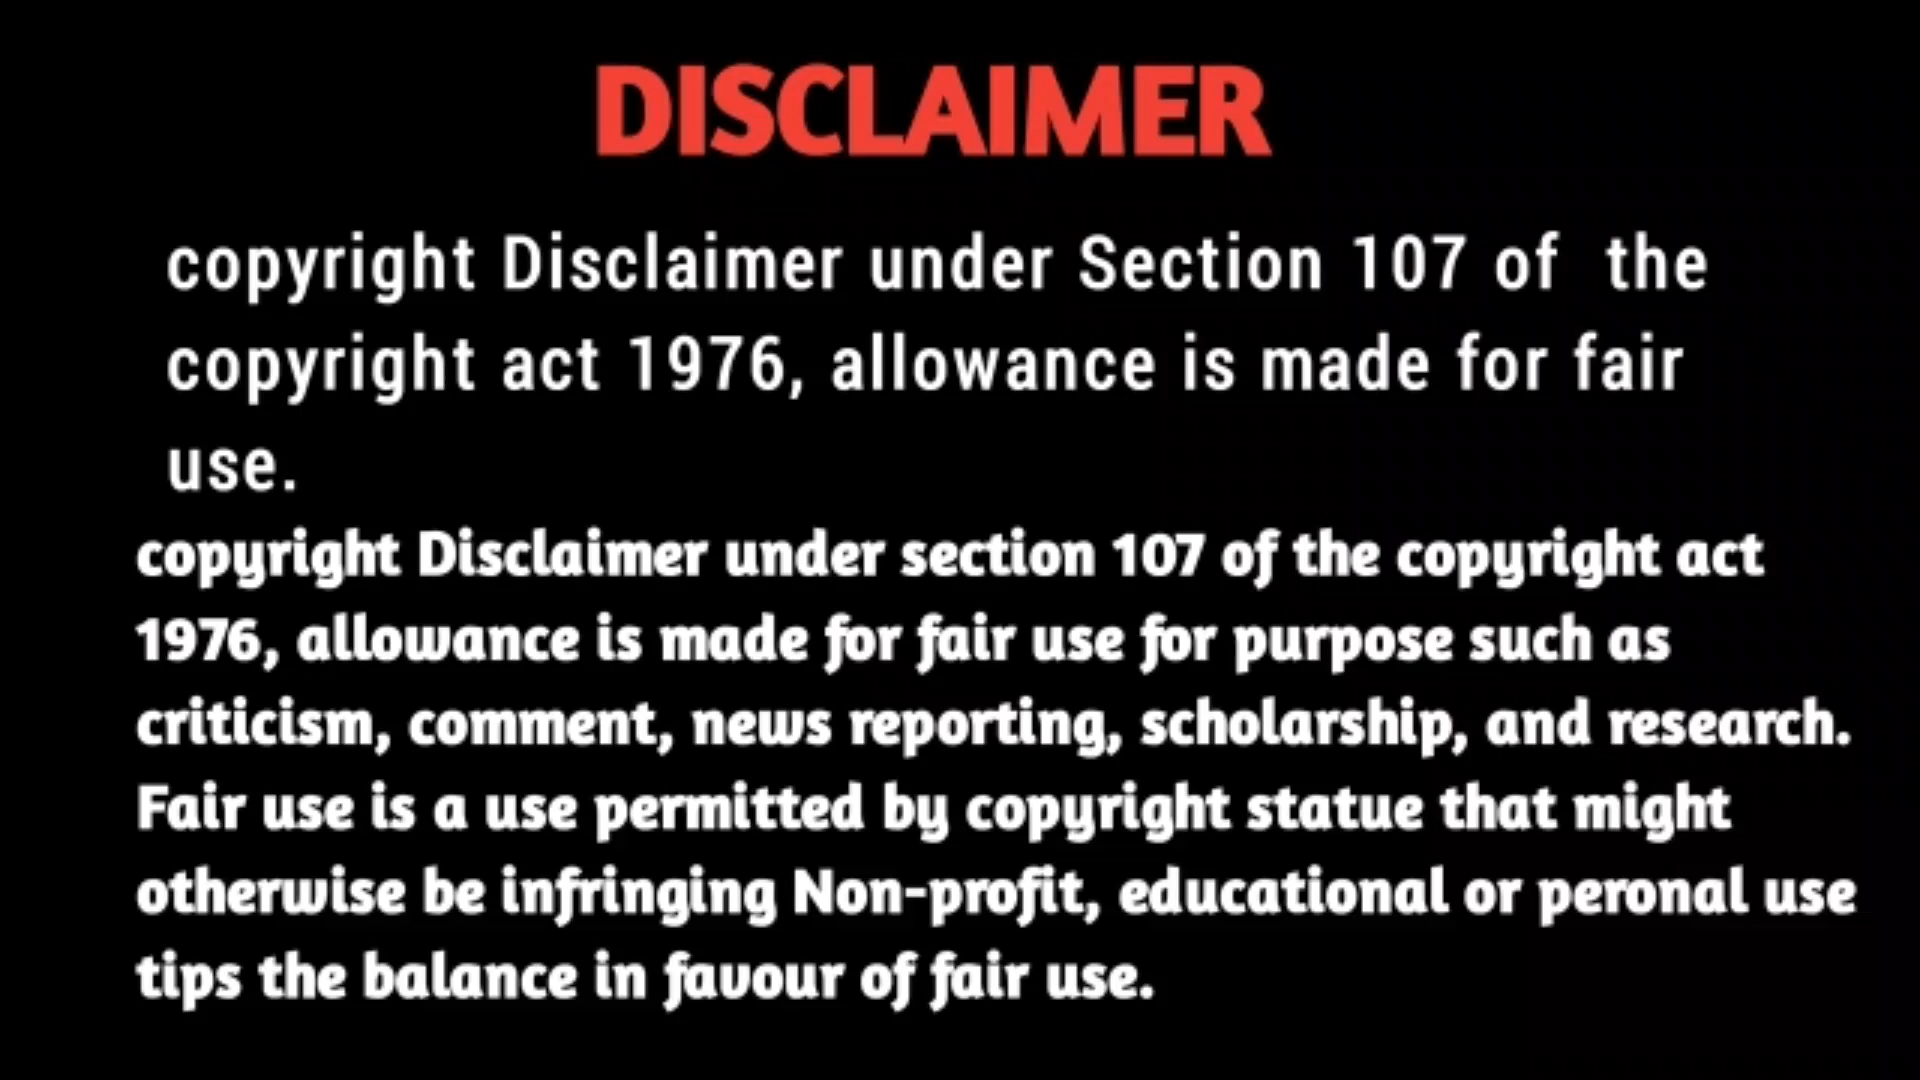 DISCLAIMER
copyright Disclaimer under Section 107 of the
copyright act 1976, allowance is made for fair
use.
copyright Disclaimer under section 107 of the copyright act
1976, allowance is made for fair use for purpose such as
criticism, comment, news reporting, scholarship, and research.
Fair use is a use permitted by copyright statue that might
otherwise be infringing Non-profit, educational or peronal use
tips the balance in favour of fair use.